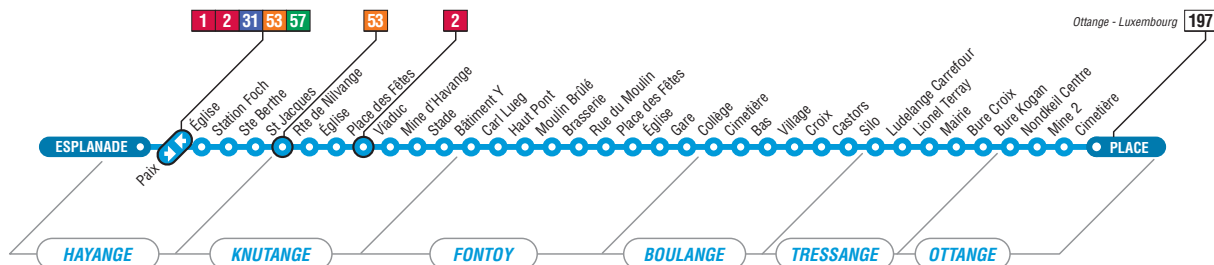 1 2 31 53 57
53
2
Ottange - Luxembourg 197
ESPLANADE
Paix
Église
Station Foch
Ste Berthe
St Jacques
Rte de Nilvange
Église
Place des Fêtes
Viaduc
Mine d'Havange
Stade
Bâtiment Y
Carl Lueg
Haut Pont
Moulin Brûlé
Brasserie
Rue du Moulin
Place des Fêtes
Église
Gare
Collège
Cimetière
Bas
Village
Croix
Castors
Silo
Ludelange Carrefour
Lionel Terray
Mairie
Bure Croix
Bure Kogan
Nondkeil Centre
Mine 2
Cimetière
PLACE
HAYANGE
KNUTANGE
FONTOY
BOULANGE
TRESSANGE
OTTANGE